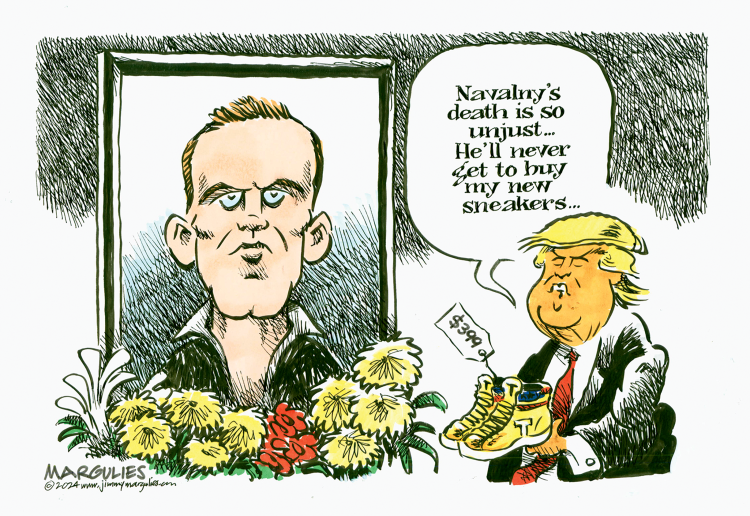 Navalny's
death is so
unjust...
He'll never
get to buy
my new
sneakers...
$399
T
MARGULIES
©2024 www.jimmymargulies.com